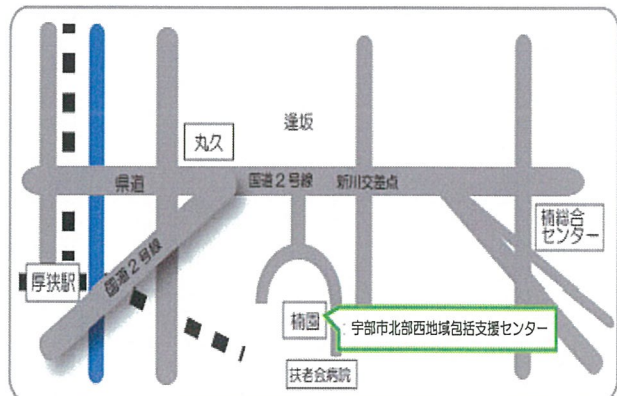 逢坂
丸久
県道
国道２号線
新川交差点
楠総合
センター
厚狭駅
国道２号線
楠園
宇部市北部西地域包括支援センター
扶老会病院